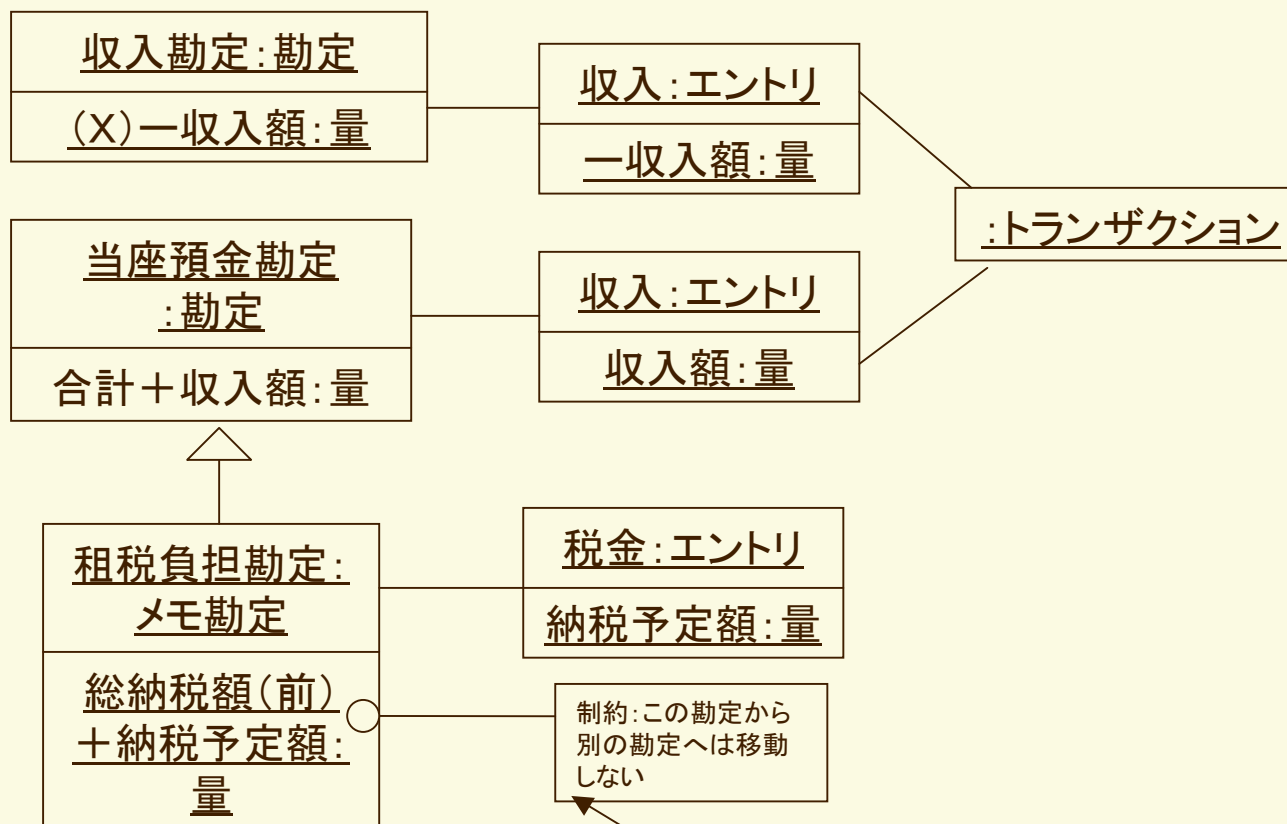 収入勘定:勘定
(X)ー収入額:量
収入:エントリ
ー収入額:量
:トランザクション
当座預金勘定
:勘定
合計+収入額:量
収入:エントリ
収入額:量
租税負担勘定:
メモ勘定
総納税額(前)
+納税予定額:
量
税金:エントリ
納税予定額:量
制約:この勘定から
別の勘定へは移動
しない